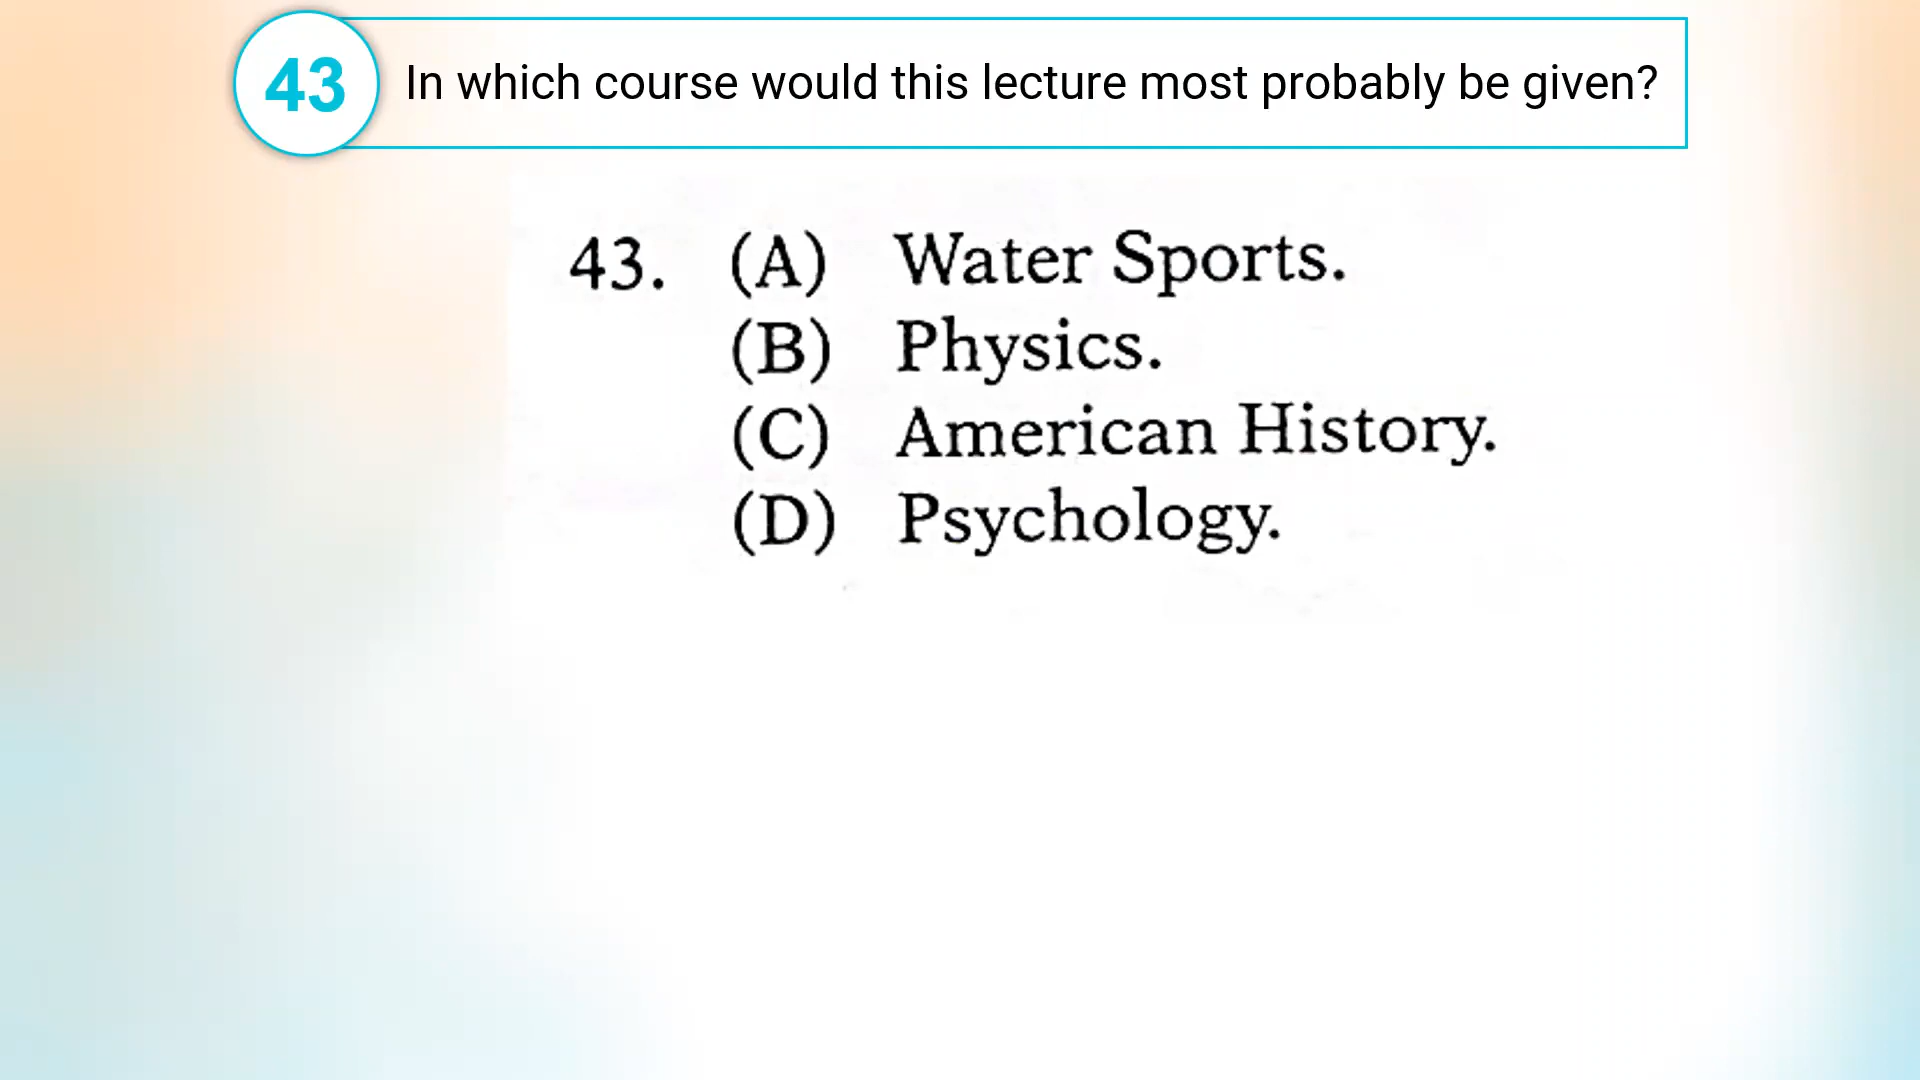 43 In which course would this lecture most probably be given?
43. (A) Water Sports.
(B) Physics.
(C) American History.
(D) Psychology.